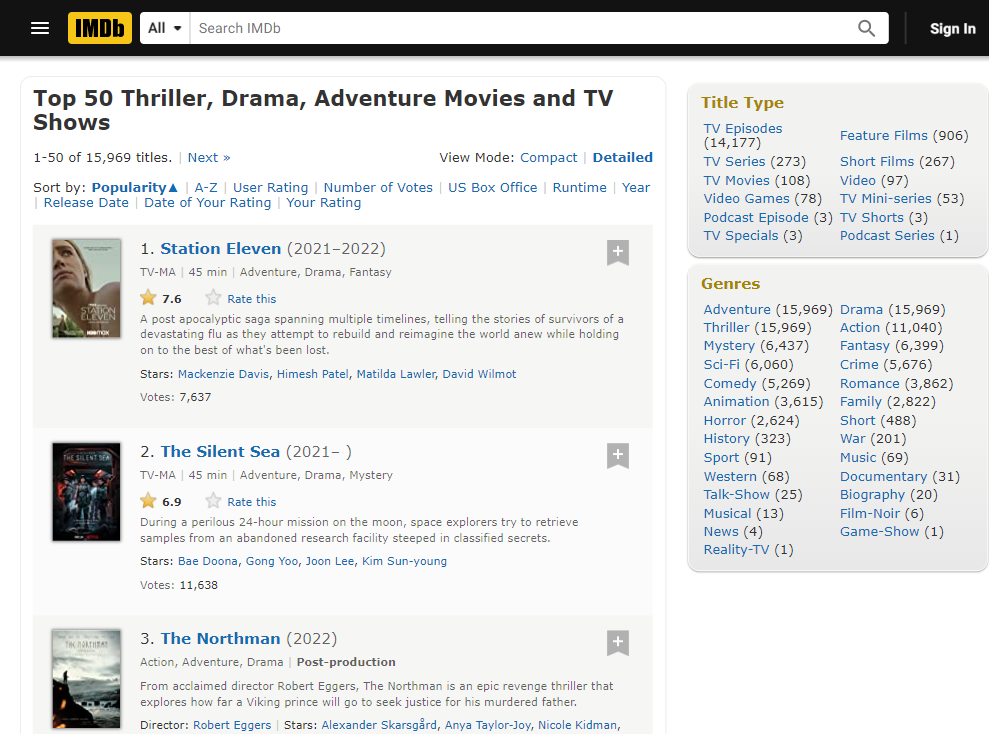 IMDb All Search IMDb Sign In
Top 50 Thriller, Drama, Adventure Movies and TV
Shows
1-50 of 15,969 titles. | Next »
View Mode: Compact | Detailed
Sort by: Popularity▲ | A-Z | User Rating | Number of Votes | US Box Office | Runtime | Year
| Release Date | Date of Your Rating | Your Rating
STATION
ELEVEN
HBOMAX
1. Station Eleven (2021–2022)
TV-MA | 45 min | Adventure, Drama, Fantasy
7.6 Rate this
A post apocalyptic saga spanning multiple timelines, telling the stories of survivors of a
devastating flu as they attempt to rebuild and reimagine the world anew while holding
on to the best of what's been lost.
Stars: Mackenzie Davis, Himesh Patel, Matilda Lawler, David Wilmot
Votes: 7,637
THE SILENT SEA
2. The Silent Sea (2021– )
TV-MA | 45 min | Adventure, Drama, Mystery
6.9 Rate this
During a perilous 24-hour mission on the moon, space explorers try to retrieve
samples from an abandoned research facility steeped in classified secrets.
Stars: Bae Doona, Gong Yoo, Joon Lee, Kim Sun-young
Votes: 11,638
THE NORTHMAN
3. The Northman (2022)
Action, Adventure, Drama | Post-production
From acclaimed director Robert Eggers, The Northman is an epic revenge thriller that
explores how far a Viking prince will go to seek justice for his murdered father.
Director: Robert Eggers | Stars: Alexander Skarsgård, Anya Taylor-Joy, Nicole Kidman,
Title Type
TV Episodes
(14,177)
Feature Films (906)
TV Series (273) Short Films (267)
TV Movies (108) Video (97)
Video Games (78) TV Mini-series (53)
Podcast Episode (3) TV Shorts (3)
TV Specials (3) Podcast Series (1)
Genres
Adventure (15,969) Drama (15,969)
Thriller (15,969) Action (11,040)
Mystery (6,437) Fantasy (6,399)
Sci-Fi (6,060) Crime (5,676)
Comedy (5,269) Romance (3,862)
Animation (3,615) Family (2,822)
Horror (2,624) Short (488)
History (323) War (201)
Sport (91) Music (69)
Western (68) Documentary (31)
Talk-Show (25) Biography (20)
Musical (13) Film-Noir (6)
News (4) Game-Show (1)
Reality-TV (1)